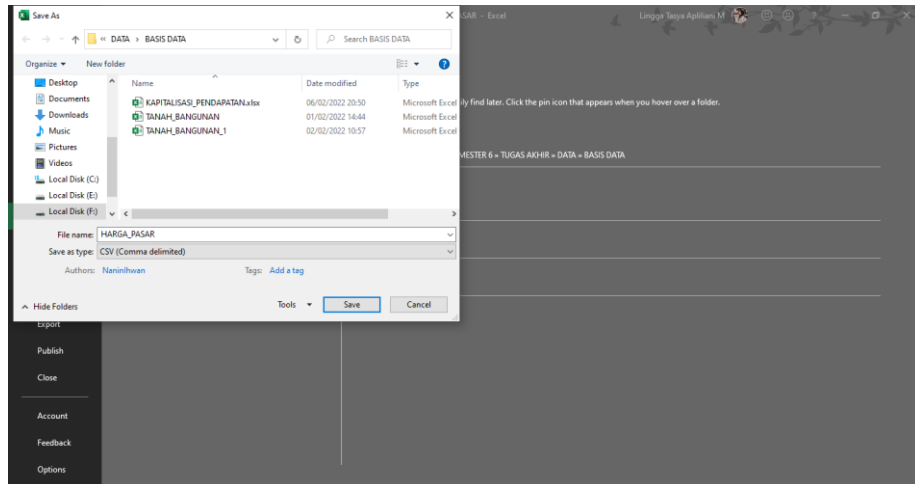 Save As
ASAR - Excel
Lingga Tasya Apliliani M
« DATA > BASIS DATA
Search BASIS DATA
Organize
New folder
Name
Date modified
Type
Desktop
Documents
Downloads
Music
Pictures
Videos
Local Disk (C:)
Local Disk (E:)
Local Disk (F:)
KAPITALISASI_PENDAPATAN.xlsx 06/02/2022 20:50 Microsoft Excel
TANAH_BANGUNAN 01/02/2022 14:44 Microsoft Excel
TANAH_BANGUNAN_1 02/02/2022 10:57 Microsoft Excel
ily find later. Click the pin icon that appears when you hover over a folder.
MESTER 6 » TUGAS AKHIR » DATA » BASIS DATA
File name: HARGA_PASAR
Save as type: CSV (Comma delimited)
Authors: NaninIhwan
Tags: Add a tag
Hide Folders
Tools
Save
Cancel
Export
Publish
Close
Account
Feedback
Options